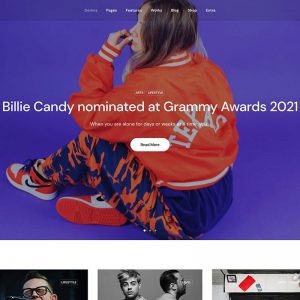 Demos Pages Features Works Blog Shop Extra
ARTS LIFESTYLE
Billie Candy nominated at Grammy Awards 2021
When you are alone for days or weeks at a time, you
Read More
LIFESTYLE